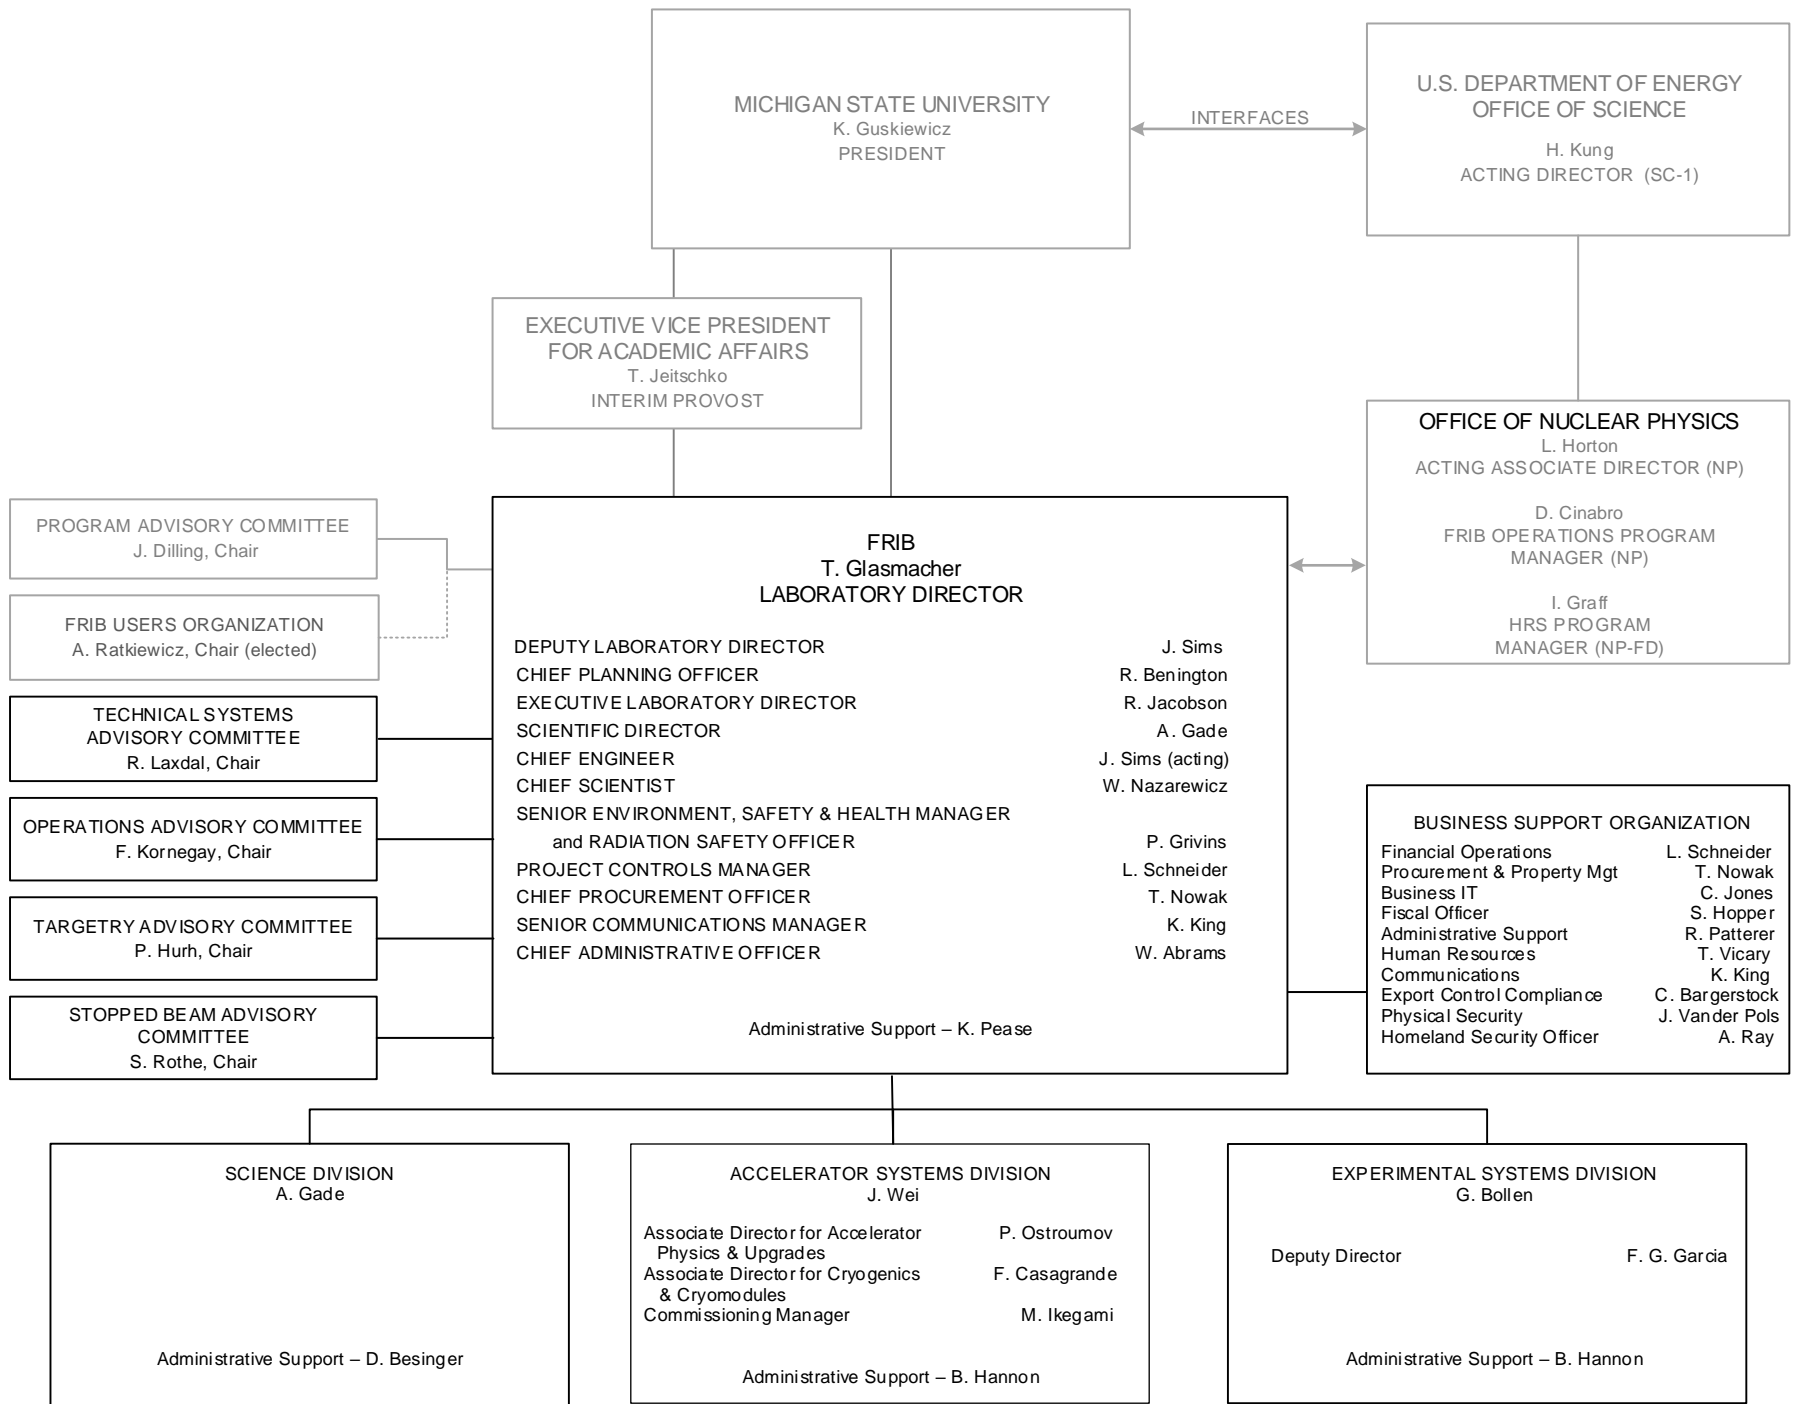 MICHIGAN STATE UNIVERSITY
K. Guskiewicz
PRESIDENT
INTERFACES
U.S. DEPARTMENT OF ENERGY
OFFICE OF SCIENCE
H. Kung
ACTING DIRECTOR (SC-1)
EXECUTIVE VICE PRESIDENT
FOR ACADEMIC AFFAIRS
T. Jeitschko
INTERIM PROVOST
OFFICE OF NUCLEAR PHYSICS
L. Horton
ACTING ASSOCIATE DIRECTOR (NP)
D. Cinabro
FRIB OPERATIONS PROGRAM
MANAGER (NP)
I. Graff
HRS PROGRAM
MANAGER (NP-FD)
PROGRAM ADVISORY COMMITTEE
J. Dilling, Chair
FRIB USERS ORGANIZATION
A. Ratkiewicz, Chair (elected)
TECHNICAL SYSTEMS
ADVISORY COMMITTEE
R. Laxdal, Chair
OPERATIONS ADVISORY COMMITTEE
F. Kornegay, Chair
TARGETRY ADVISORY COMMITTEE
P. Hurh, Chair
STOPPED BEAM ADVISORY
COMMITTEE
S. Rothe, Chair
FRIB
T. Glasmacher
LABORATORY DIRECTOR
DEPUTY LABORATORY DIRECTOR J. Sims
CHIEF PLANNING OFFICER R. Benington
EXECUTIVE LABORATORY DIRECTOR R. Jacobson
SCIENTIFIC DIRECTOR A. Gade
CHIEF ENGINEER J. Sims (acting)
CHIEF SCIENTIST W. Nazarewicz
SENIOR ENVIRONMENT, SAFETY & HEALTH MANAGER
and RADIATION SAFETY OFFICER P. Grivins
PROJECT CONTROLS MANAGER L. Schneider
CHIEF PROCUREMENT OFFICER T. Nowak
SENIOR COMMUNICATIONS MANAGER K. King
CHIEF ADMINISTRATIVE OFFICER W. Abrams
Administrative Support – K. Pease
BUSINESS SUPPORT ORGANIZATION
Financial Operations L. Schneider
Procurement & Property Mgt T. Nowak
Business IT C. Jones
Fiscal Officer S. Hopper
Administrative Support R. Patterer
Human Resources T. Vicary
Communications K. King
Export Control Compliance C. Bargerstock
Physical Security J. Vander Pols
Homeland Security Officer A. Ray
SCIENCE DIVISION
A. Gade
Administrative Support – D. Besinger
ACCELERATOR SYSTEMS DIVISION
J. Wei
Associate Director for Accelerator P. Ostroumov
Physics & Upgrades
Associate Director for Cryogenics F. Casagrande
& Cryomodules
Commissioning Manager M. Ikegami
Administrative Support – B. Hannon
EXPERIMENTAL SYSTEMS DIVISION
G. Bollen
Deputy Director F. G. Garcia
Administrative Support – B. Hannon